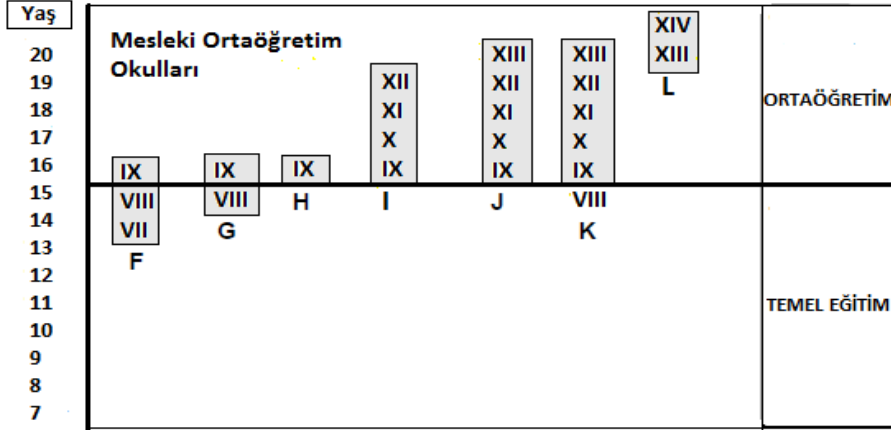 Yaş
20
19
18
17
16
15
14
13
12
11
10
9
8
7
Mesleki Ortaöğretim
Okulları
IX
VIII
VII
F
IX
VIII
G
IX
H
XII
XI
X
IX
I
XIII
XII
XI
X
IX
J
XIII
XII
XI
X
IX
VIII
K
XIV
XIII
L
ORTAÖĞRETİM
TEMEL EĞİTİM